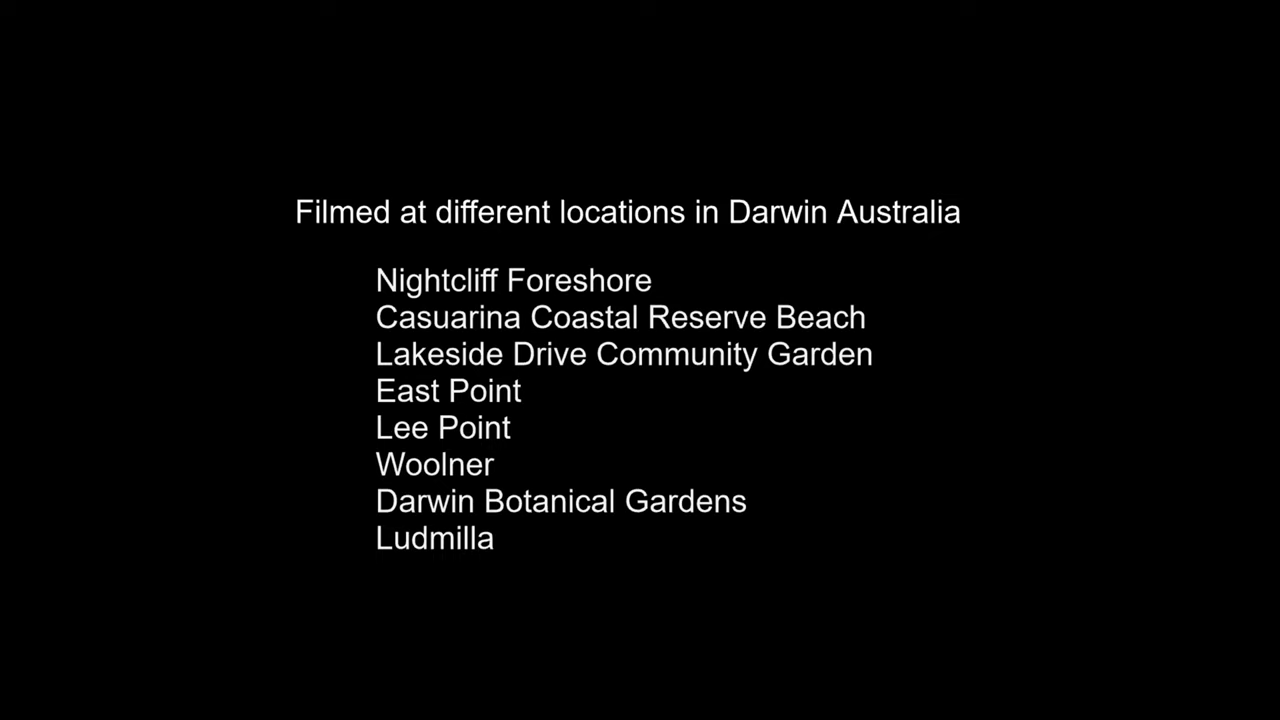 Filmed at different locations in Darwin Australia
Nightcliff Foreshore
Casuarina Coastal Reserve Beach
Lakeside Drive Community Garden
East Point
Lee Point
Woolner
Darwin Botanical Gardens
Ludmilla